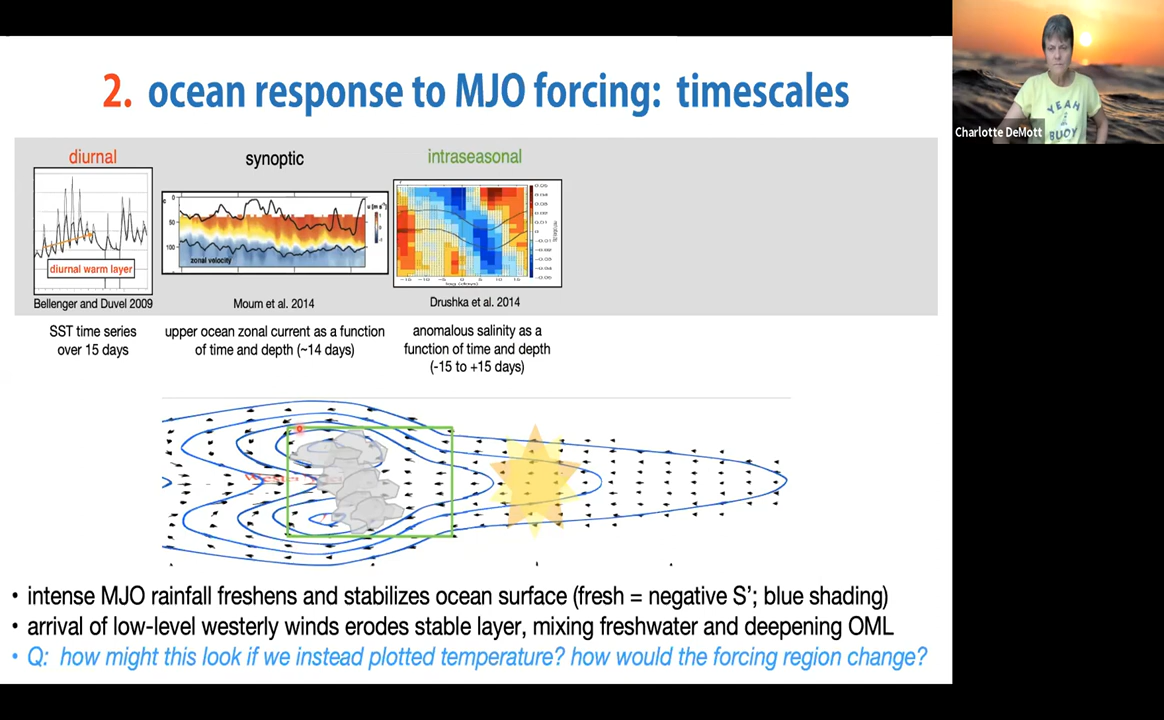 2. ocean response to MJO forcing: timescales
diurnal
synoptic
intraseasonal
diurnal warm layer
zonal velocity
0
50
100
Bellenger and Duvel 2009
Moum et al. 2014
Drushka et al. 2014
SST time series
over 15 days
upper ocean zonal current as a function
of time and depth (~14 days)
anomalous salinity as a
function of time and depth
(-15 to +15 days)
• intense MJO rainfall freshens and stabilizes ocean surface (fresh = negative S'; blue shading)
• arrival of low-level westerly winds erodes stable layer, mixing freshwater and deepening OML
• Q: how might this look if we instead plotted temperature? how would the forcing region change?
YEAH
BUOY
Charlotte DeMott